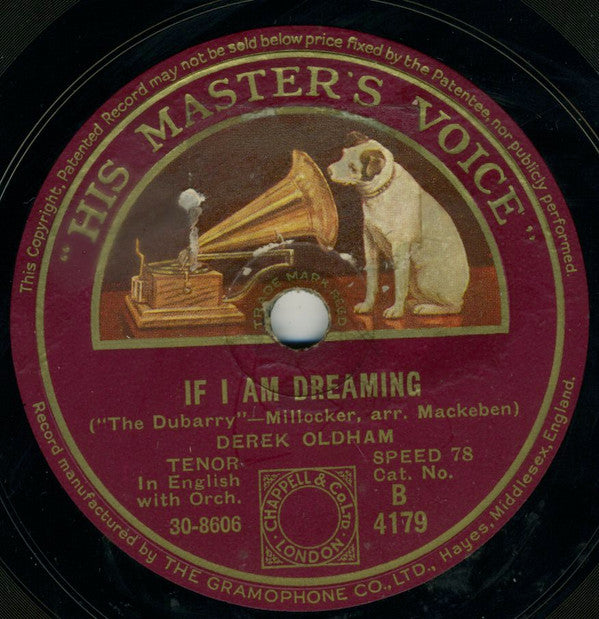 This Copyright, Patented Record may not be sold below price fixed by the Patentee, nor publicly performed.
"HIS MASTER'S VOICE"
TRADE MARK REGD
IF I AM DREAMING
("The Dubarry"—Millocker, arr. Mackeben)
DEREK OLDHAM
TENOR
In English
with Orch.
30-8606
CHAPPELL & Co LTD
LONDON
SPEED 78
Cat. No.
B
4179
Record manufactured by THE GRAMOPHONE CO., LTD., Hayes, Middlesex, England.